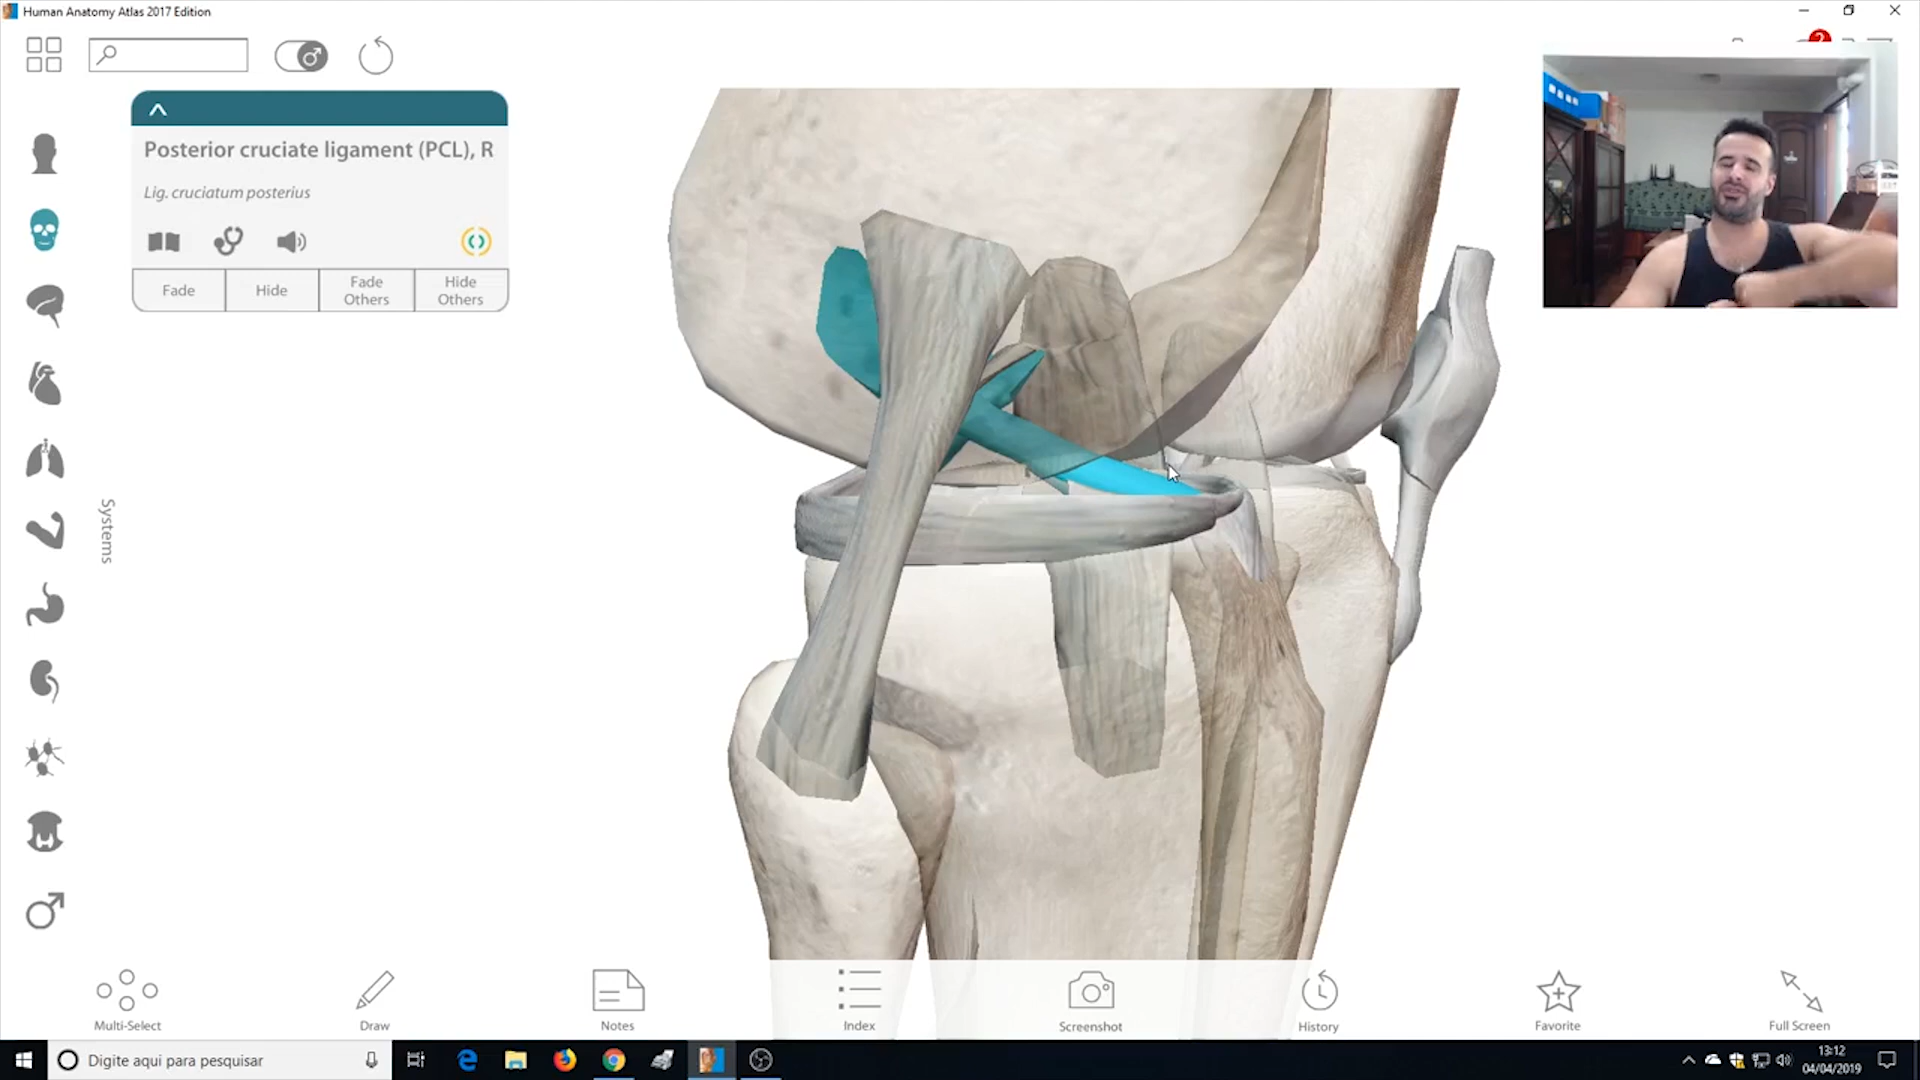 Human Anatomy Atlas 2017 Edition
2
Posterior cruciate ligament (PCL), R
Lig. cruciatum posterius
Fade
Hide
Fade
Others
Hide
Others
Systems
Multi-Select
Draw
Notes
Index
Screenshot
History
Favorite
Full Screen
Digite aqui para pesquisar
13:12
04/04/2019